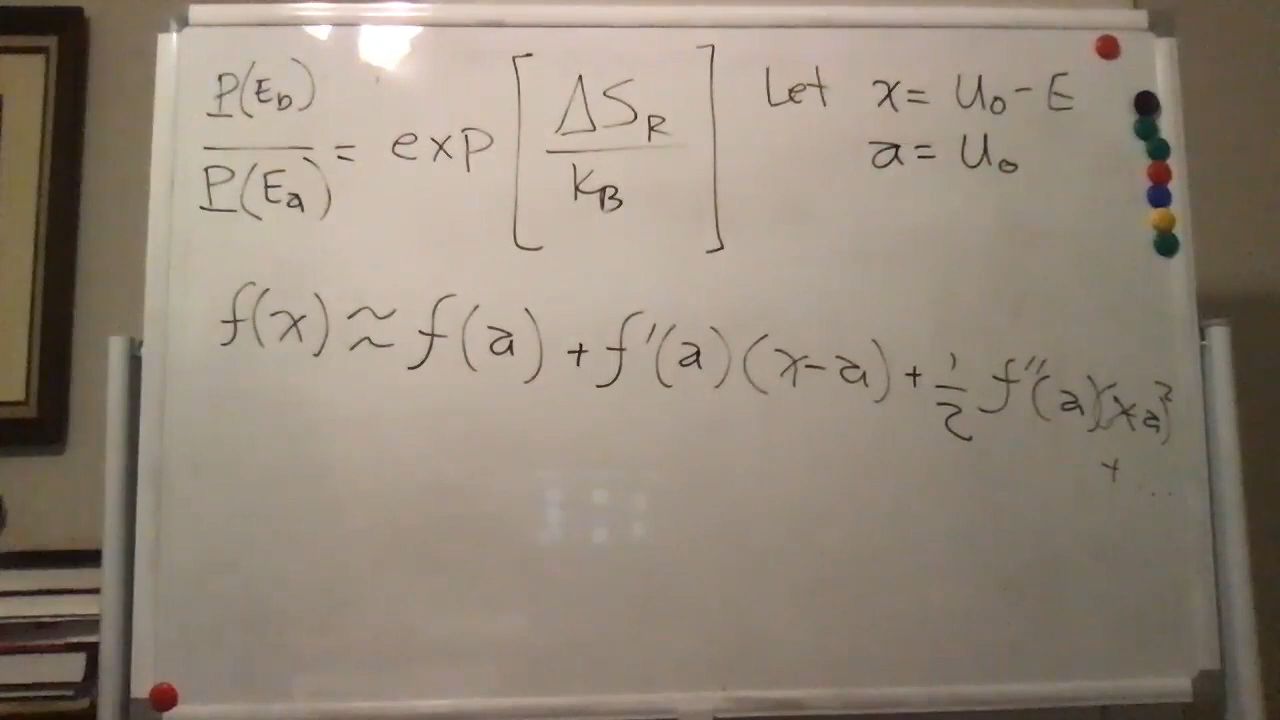 P(E_b) / P(E_a) = exp [ ΔS_R / k_B ] Let x = U₀ - E
a = U₀
f(x) ≈ f(a) + f'(a) (x-a) + 1/2 f''(a)(x a)²
+ ...